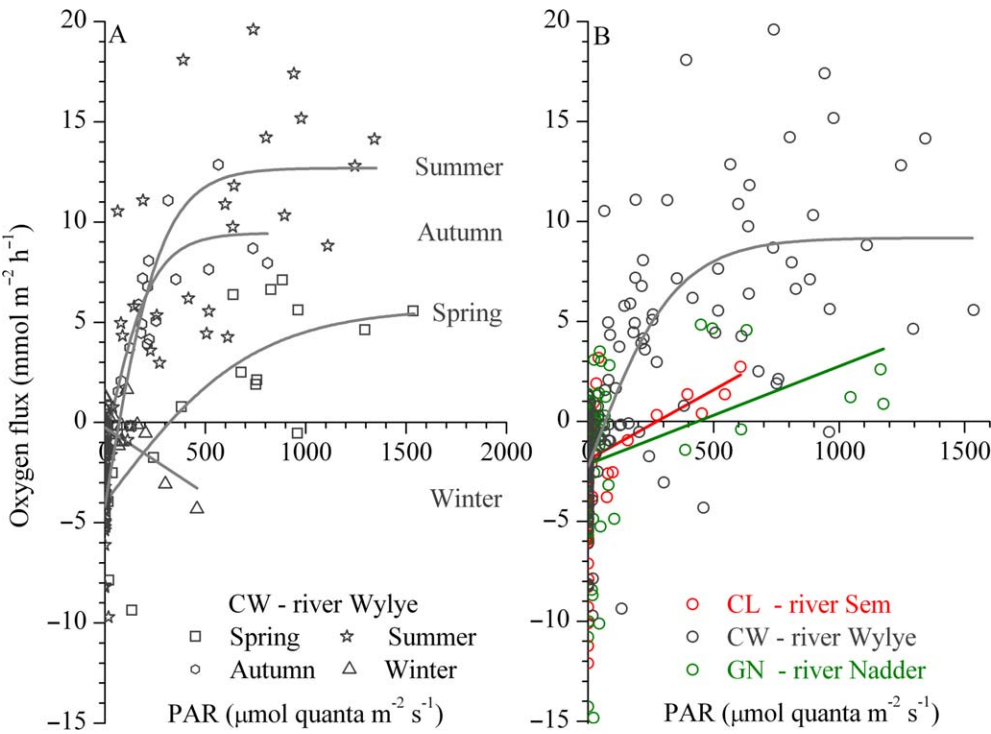 A
B
Oxygen flux (mmol m⁻² h⁻¹)
20
15
10
5
0
−5
−10
−15
0
500
1000
1500
2000
Summer
Autumn
Spring
Winter
CW - river Wylye
Spring
Summer
Autumn
Winter
PAR (μmol quanta m⁻² s⁻¹)
20
15
10
5
0
−5
−10
−15
0
500
1000
1500
CL - river Sem
CW - river Wylye
GN - river Nadder
PAR (μmol quanta m⁻² s⁻¹)